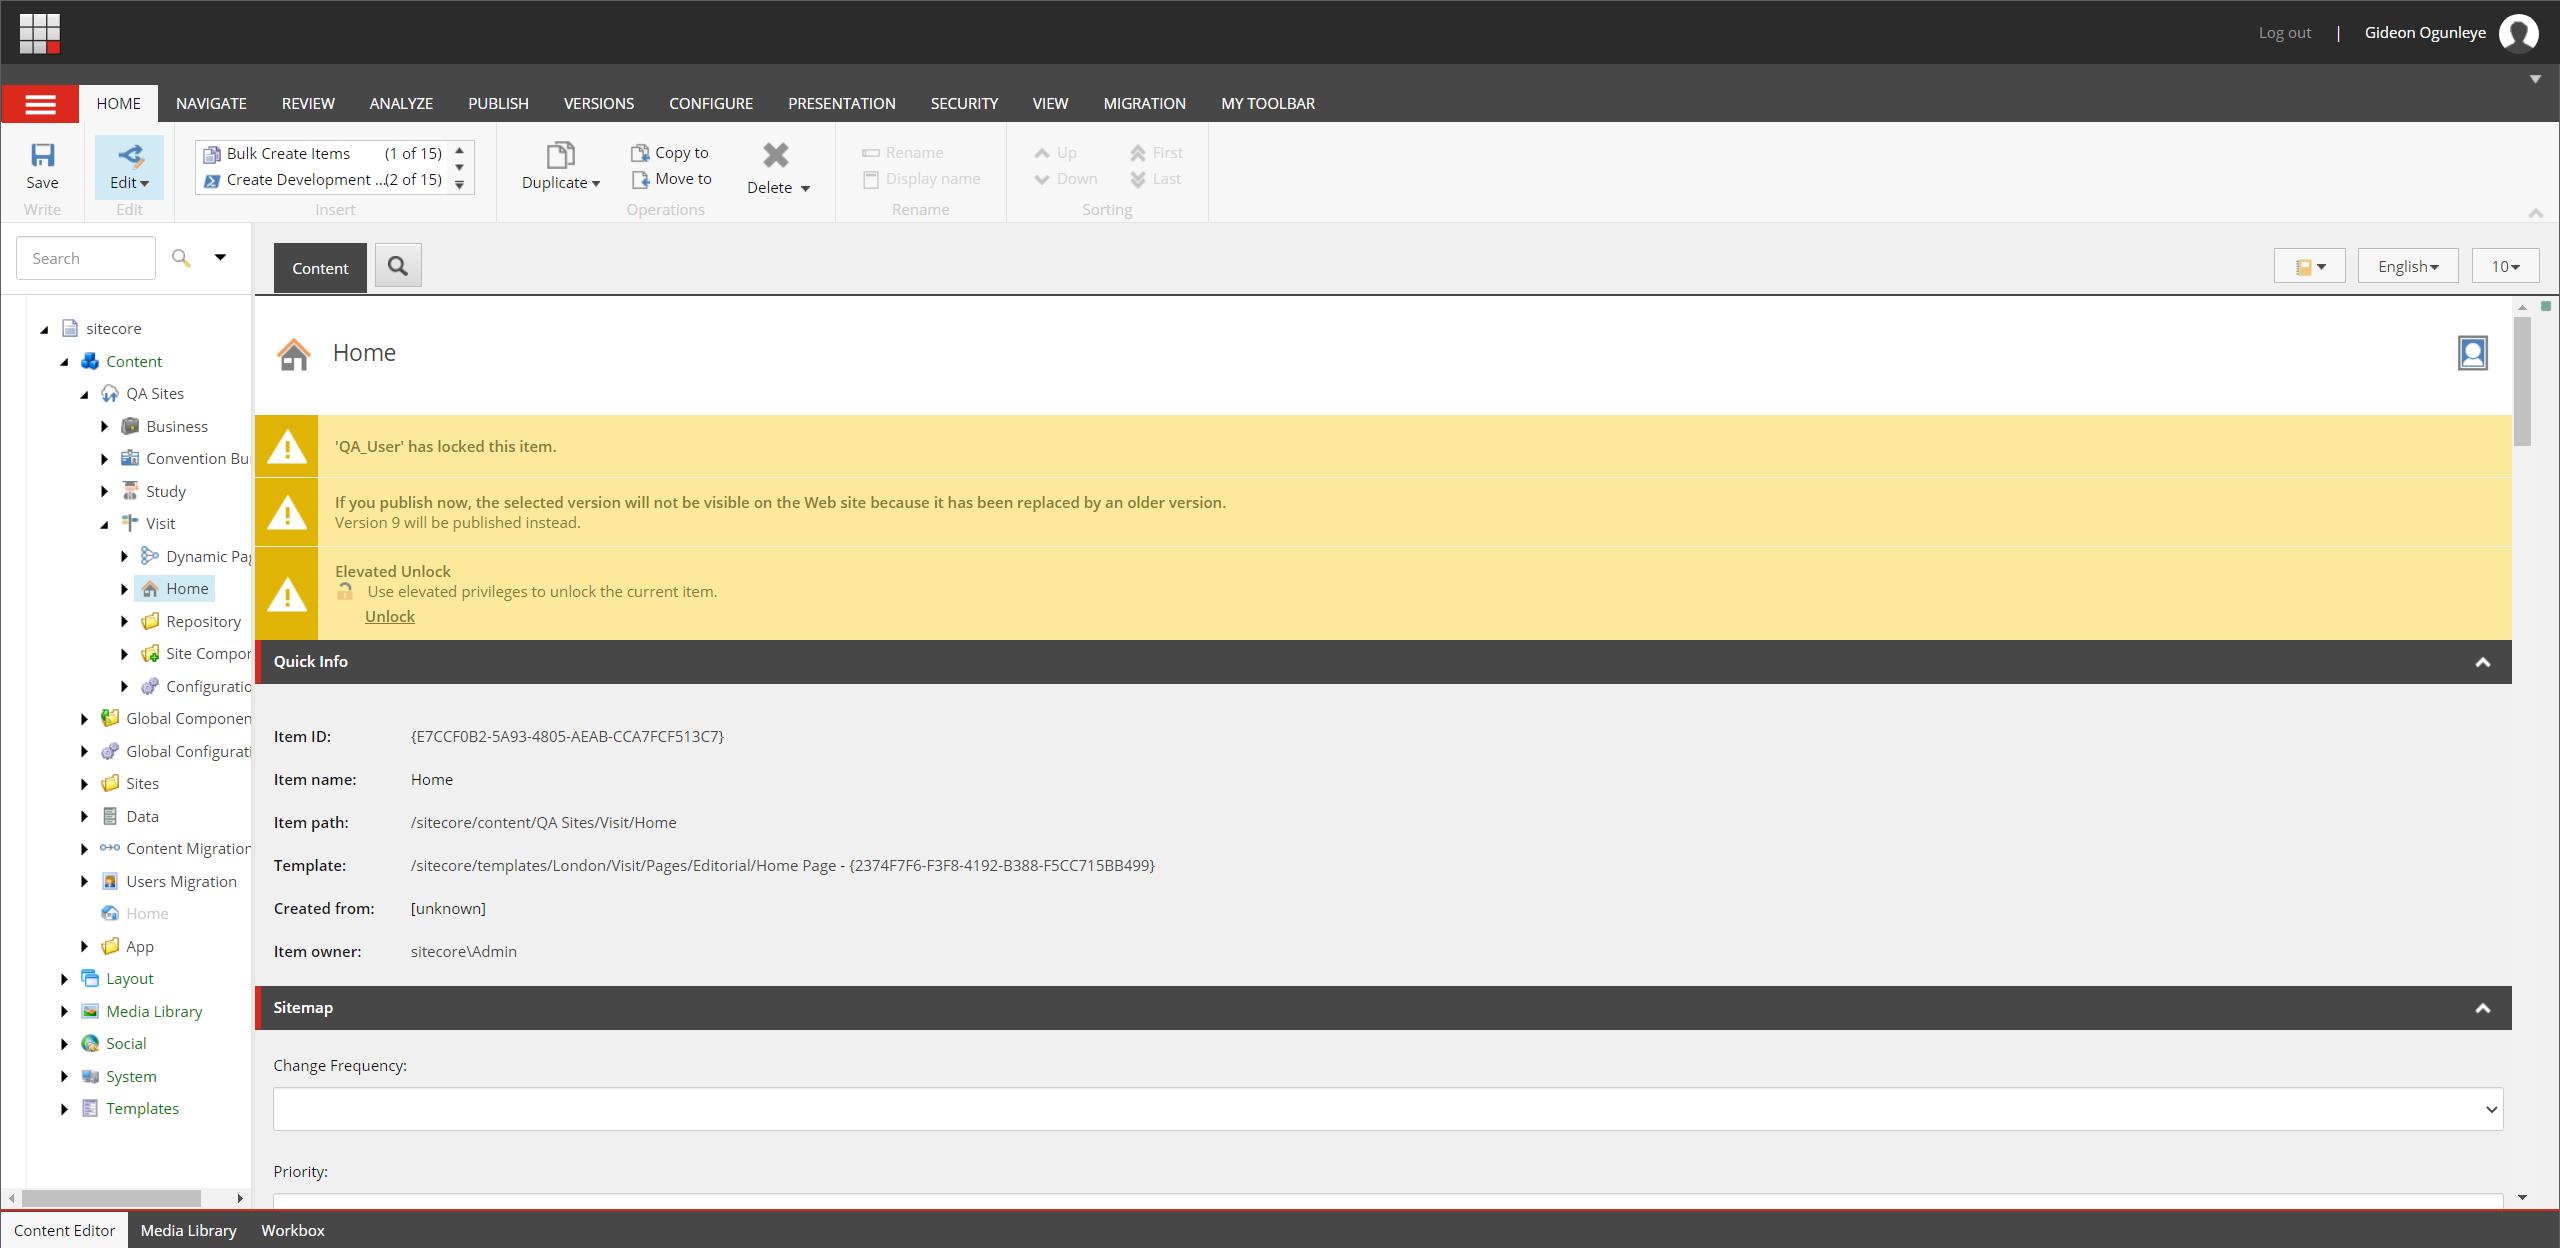 Log out | Gideon Ogunleye
HOME NAVIGATE REVIEW ANALYZE PUBLISH VERSIONS CONFIGURE PRESENTATION SECURITY VIEW MIGRATION MY TOOLBAR
Save
Write
Edit
Edit
Bulk Create Items (1 of 15)
Create Development ...(2 of 15)
Insert
Duplicate
Copy to
Move to
Delete
Operations
Rename
Display name
Rename
Up First
Down Last
Sorting
Search
Content
English
10
sitecore
Content
QA Sites
Business
Convention Bu
Study
Visit
Dynamic Pag
Home
Repository
Site Compor
Configuratio
Global Componen
Global Configurati
Sites
Data
Content Migration
Users Migration
Home
App
Layout
Media Library
Social
System
Templates
Home
'QA_User' has locked this item.
If you publish now, the selected version will not be visible on the Web site because it has been replaced by an older version.
Version 9 will be published instead.
Elevated Unlock
Use elevated privileges to unlock the current item.
Unlock
Quick Info
Item ID: {E7CCF0B2-5A93-4805-AEAB-CCA7FCF513C7}
Item name: Home
Item path: /sitecore/content/QA Sites/Visit/Home
Template: /sitecore/templates/London/Visit/Pages/Editorial/Home Page - {2374F7F6-F3F8-4192-B388-F5CC715BB499}
Created from: [unknown]
Item owner: sitecore\Admin
Sitemap
Change Frequency:
Priority:
Content Editor Media Library Workbox